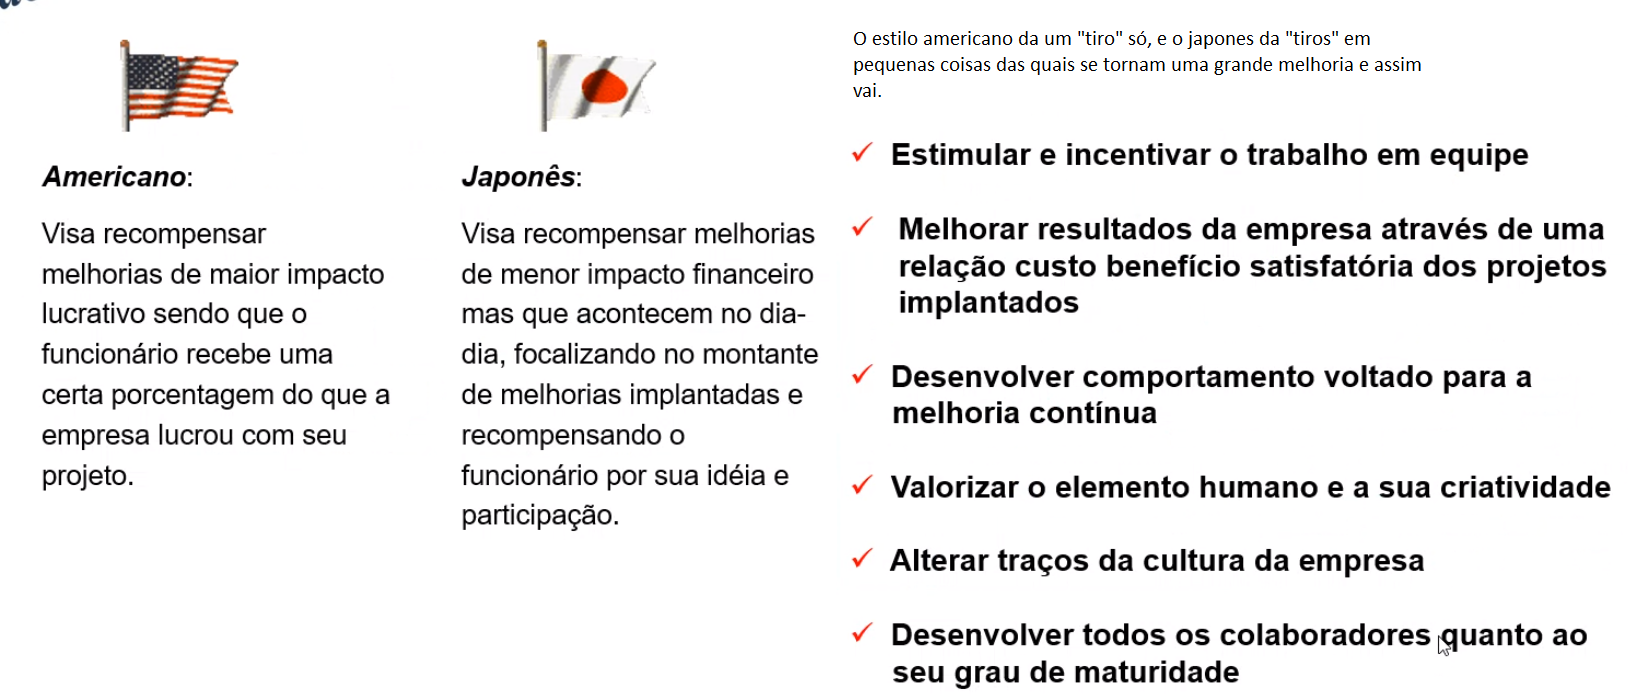 Americano:
Visa recompensar
melhorias de maior impacto
lucrativo sendo que o
funcionário recebe uma
certa porcentagem do que a
empresa lucrou com seu
projeto.
Japonês:
Visa recompensar melhorias
de menor impacto financeiro
mas que acontecem no dia-
dia, focalizando no montante
de melhorias implantadas e
recompensando o
funcionário por sua idéia e
participação.
O estilo americano da um "tiro" só, e o japones da "tiros" em
pequenas coisas das quais se tornam uma grande melhoria e assim
vai.
✓ Estimular e incentivar o trabalho em equipe
✓ Melhorar resultados da empresa através de uma
relação custo benefício satisfatória dos projetos
implantados
✓ Desenvolver comportamento voltado para a
melhoria contínua
✓ Valorizar o elemento humano e a sua criatividade
✓ Alterar traços da cultura da empresa
✓ Desenvolver todos os colaboradores quanto ao
seu grau de maturidade